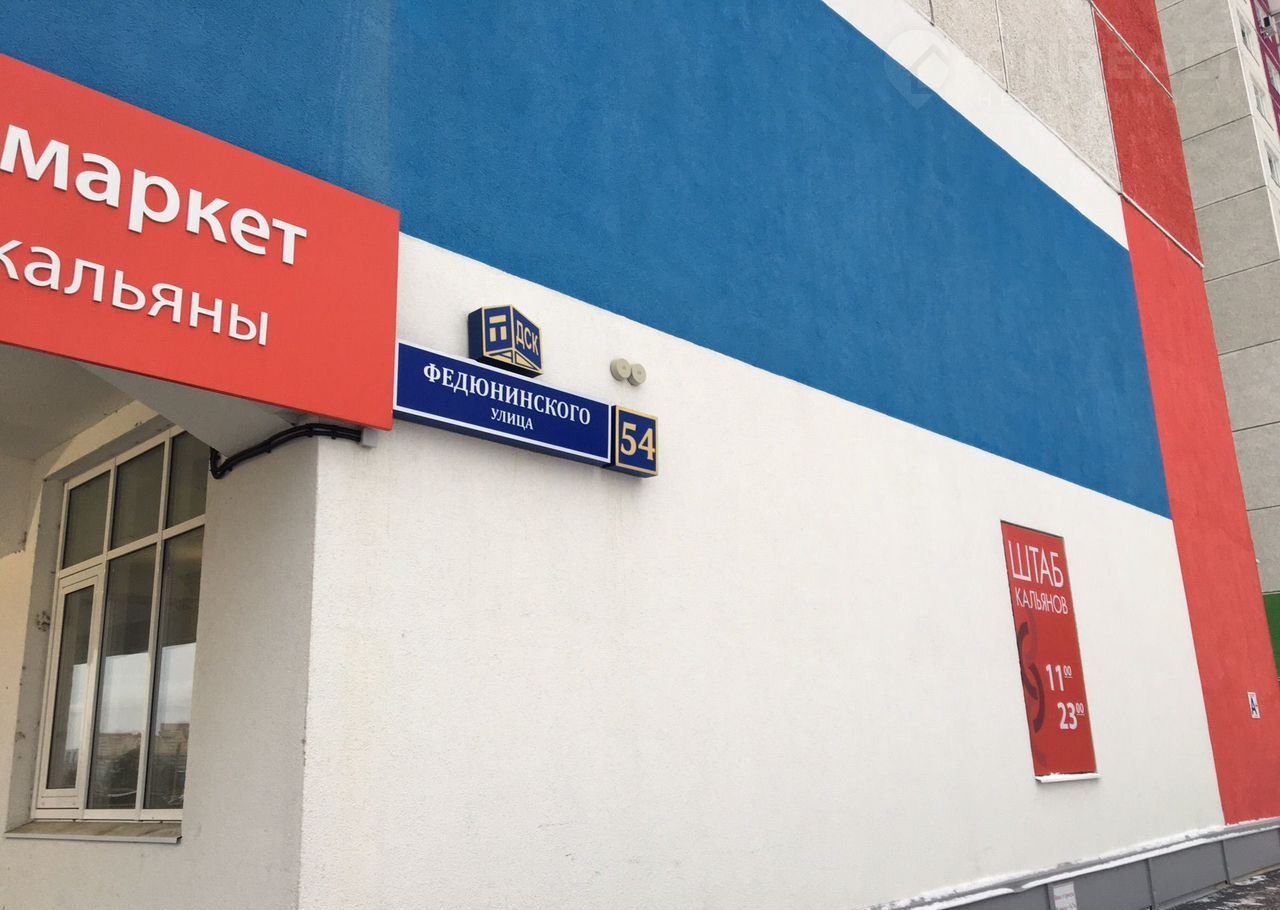 маркет
кальяны
ДСК
ФЕДЮНИНСКОГО
УЛИЦА
54
ШТАБ
КАЛЬЯНОВ
11 00
23 00